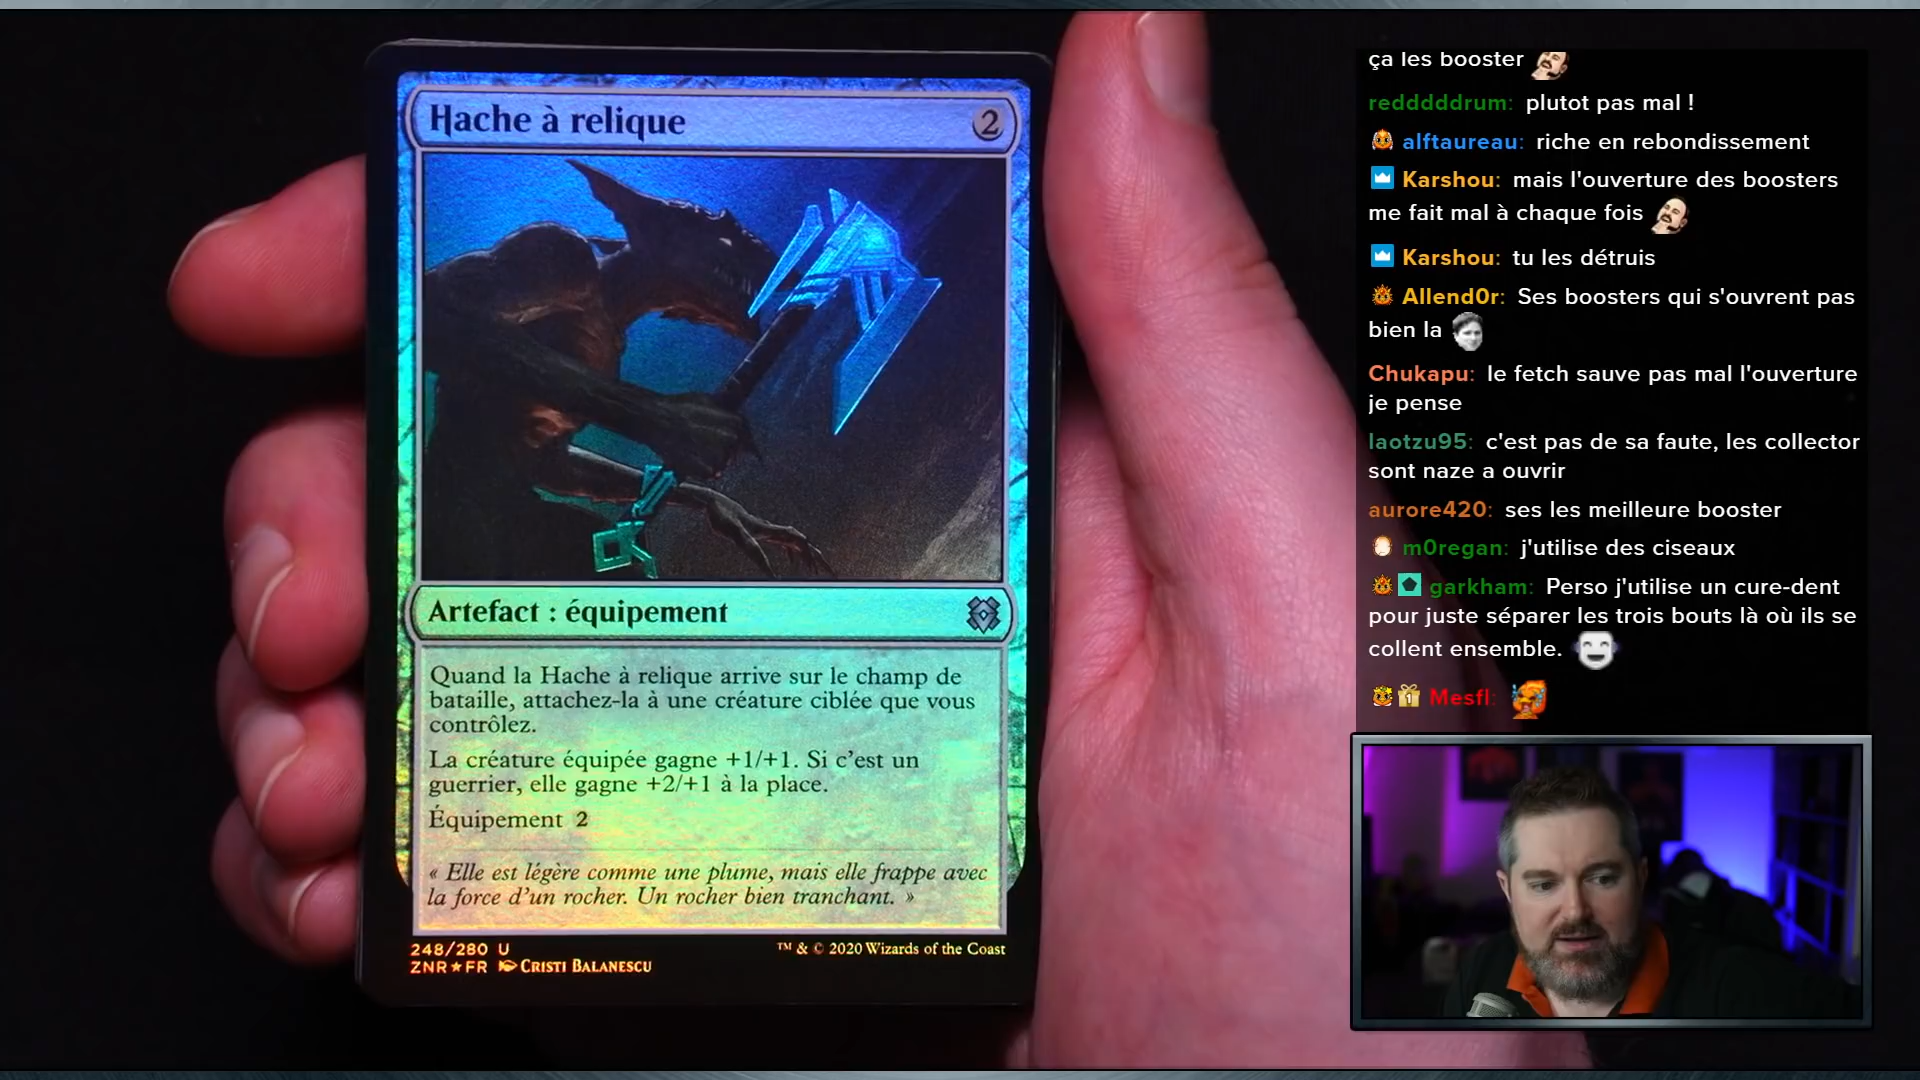 Hache à relique
2
Artefact : équipement
Quand la Hache à relique arrive sur le champ de
bataille, attachez-la à une créature ciblée que vous
contrôlez.
La créature équipée gagne +1/+1. Si c'est un
guerrier, elle gagne +2/+1 à la place.
Équipement 2
« Elle est légère comme une plume, mais elle frappe avec
la force d'un rocher. Un rocher bien tranchant. »
248/280 U
ZNR★FR Cristi Balanescu
™ & © 2020 Wizards of the Coast
ça les booster
redddddrum: plutot pas mal !
alftaureau: riche en rebondissement
Karshou: mais l'ouverture des boosters
me fait mal à chaque fois
Karshou: tu les détruis
Allend0r: Ses boosters qui s'ouvrent pas
bien la
Chukapu: le fetch sauve pas mal l'ouverture
je pense
laotzu95: c'est pas de sa faute, les collector
sont naze a ouvrir
aurore420: ses les meilleure booster
m0regan: j'utilise des ciseaux
garkham: Perso j'utilise un cure-dent
pour juste séparer les trois bouts là où ils se
collent ensemble.
1 Mesfl: